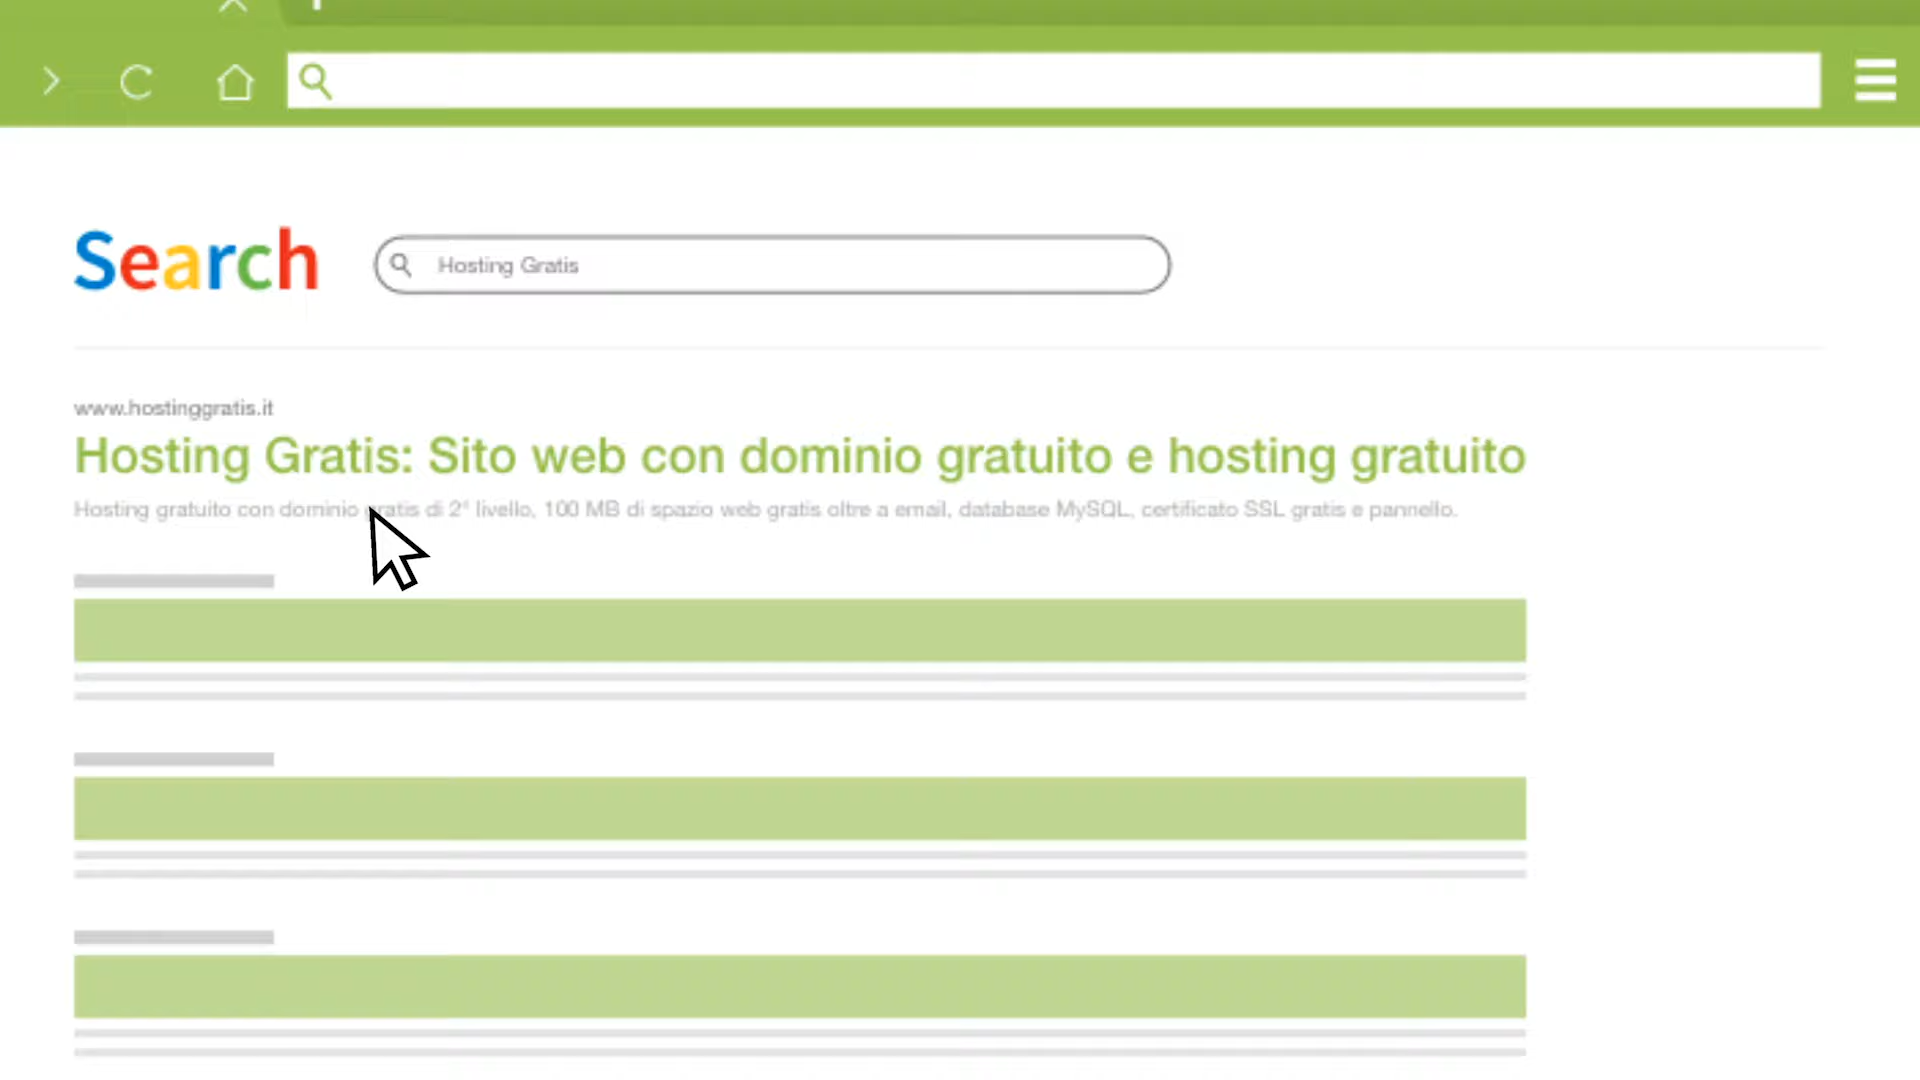 Search
Hosting Gratis
www.hostinggratis.it
Hosting Gratis: Sito web con dominio gratuito e hosting gratuito
Hosting gratuito con dominio gratis di 2° livello, 100 MB di spazio web gratis oltre a email, database MySQL, certificato SSL gratis e pannello.